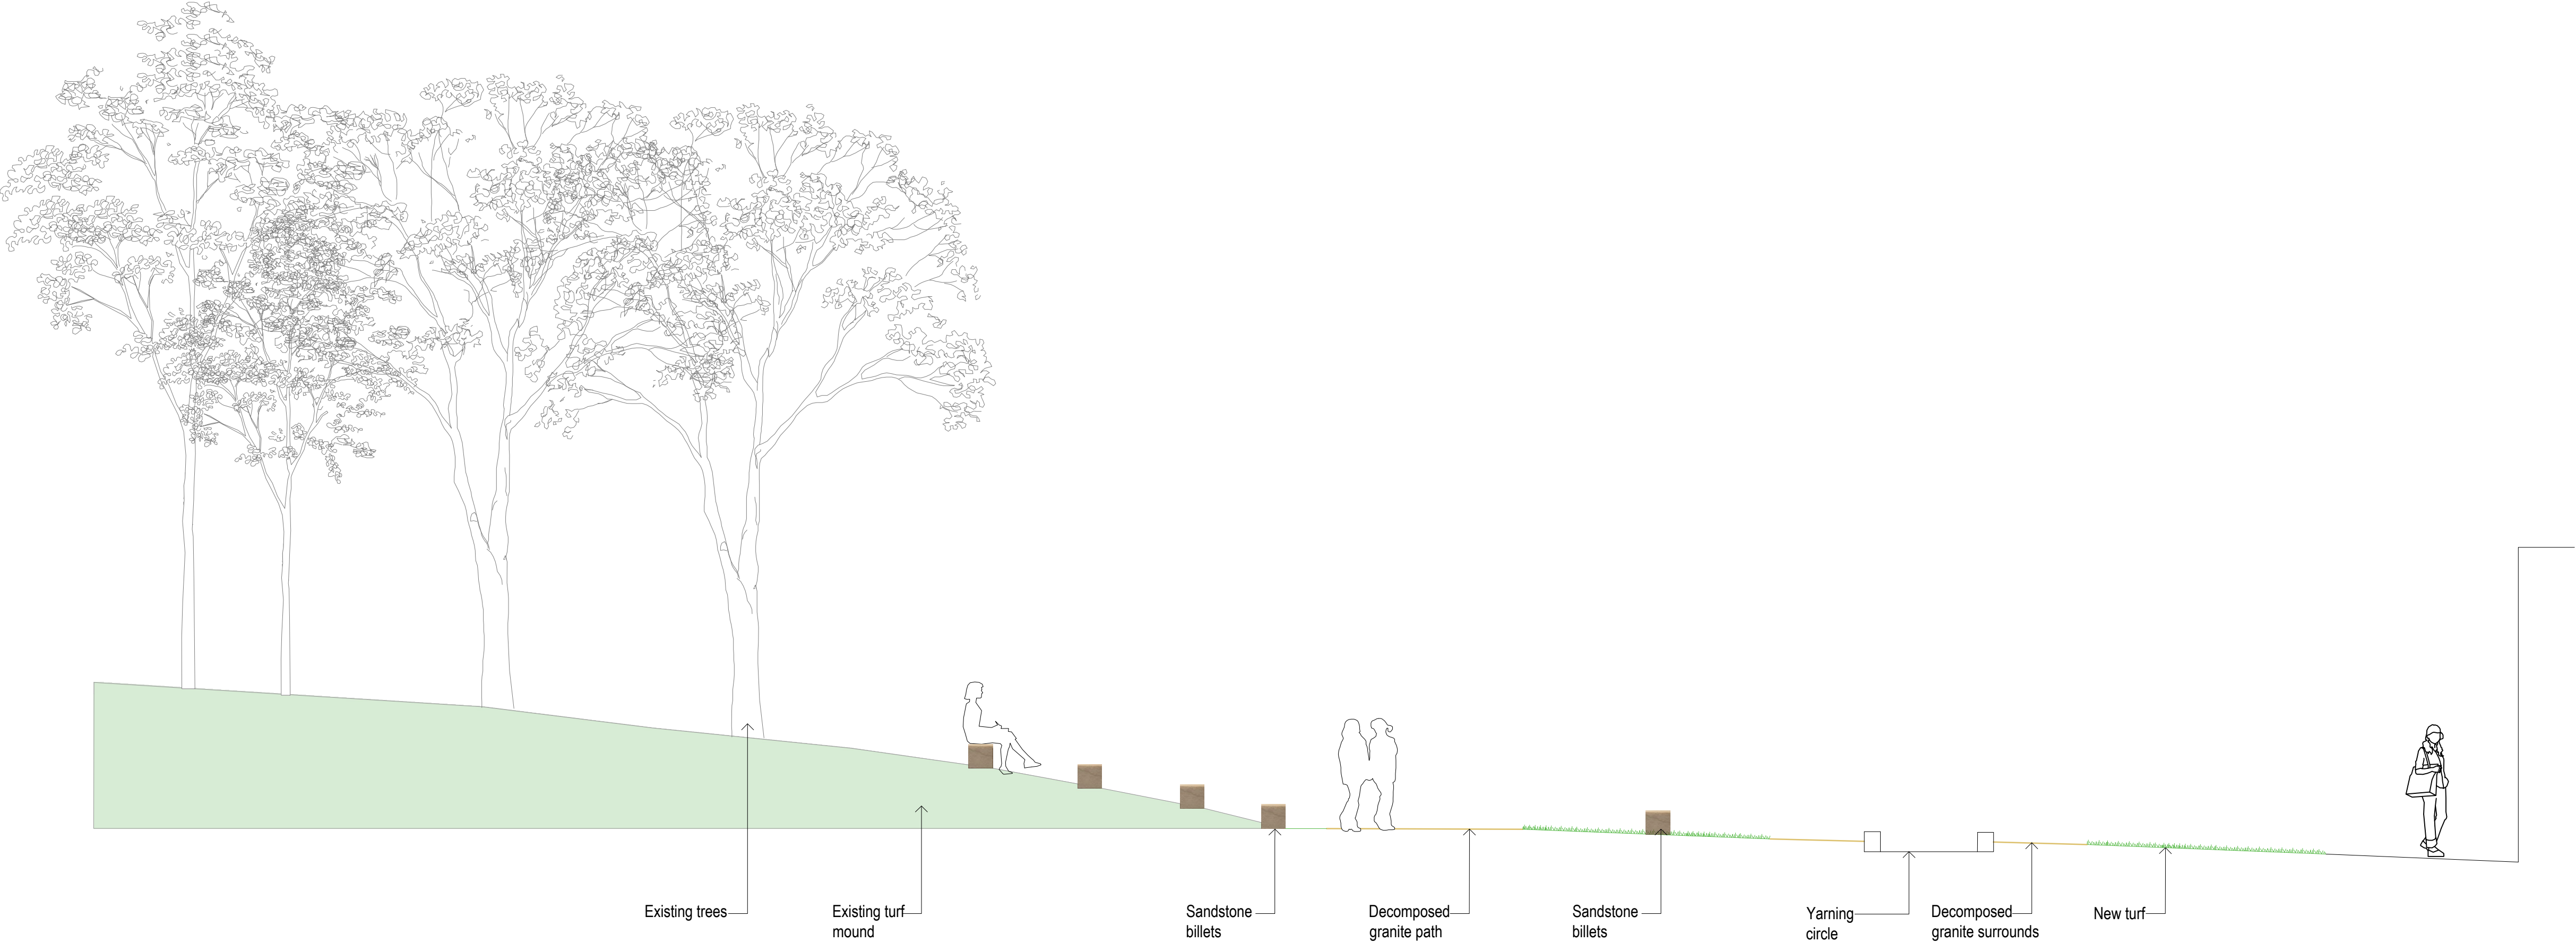 Existing trees
Existing turf
mound
Sandstone
billets
Decomposed
granite path
Sandstone
billets
Yarning
circle
Decomposed
granite surrounds
New turf